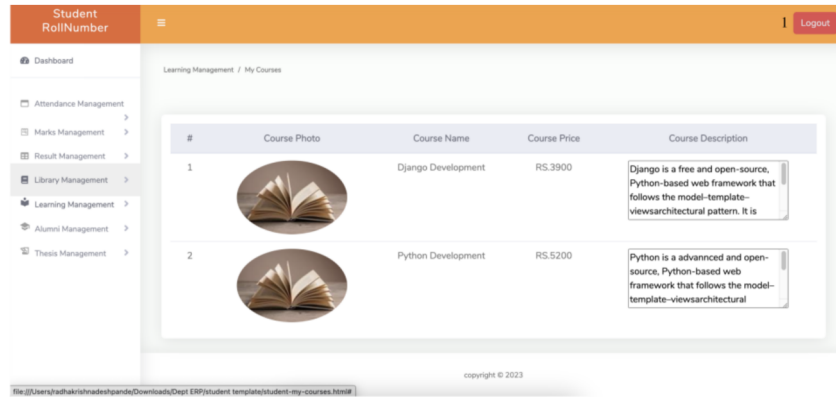 Student
RollNumber
1 Logout
Dashboard
Learning Management / My Courses
Attendance Management
Marks Management
Result Management
Library Management
Learning Management
Alumni Management
Thesis Management
# Course Photo Course Name Course Price Course Description
1 Django Development RS.3900
Django is a free and open-source,
Python-based web framework that
follows the model–template–
viewsarchitectural pattern. It is
2 Python Development RS.5200
Python is a advannced and open-
source, Python-based web
framework that follows the model–
template–viewsarchitectural
copyright © 2023
file:///Users/radhakrishnadeshpande/Downloads/Dept ERP/student template/student-my-courses.html#